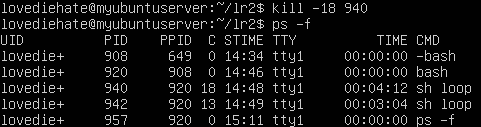 lovediehate@myubuntuserver:~/lr2$ kill -18 940
lovediehate@myubuntuserver:~/lr2$ ps -f
UID          PID    PPID  C STIME TTY          TIME CMD
lovedie+     908     649  0 14:34 tty1     00:00:00 -bash
lovedie+     920     908  0 14:46 tty1     00:00:00 bash
lovedie+     940     920 18 14:48 tty1     00:04:12 sh loop
lovedie+     942     920 13 14:49 tty1     00:03:04 sh loop
lovedie+     957     920  0 15:11 tty1     00:00:00 ps -f